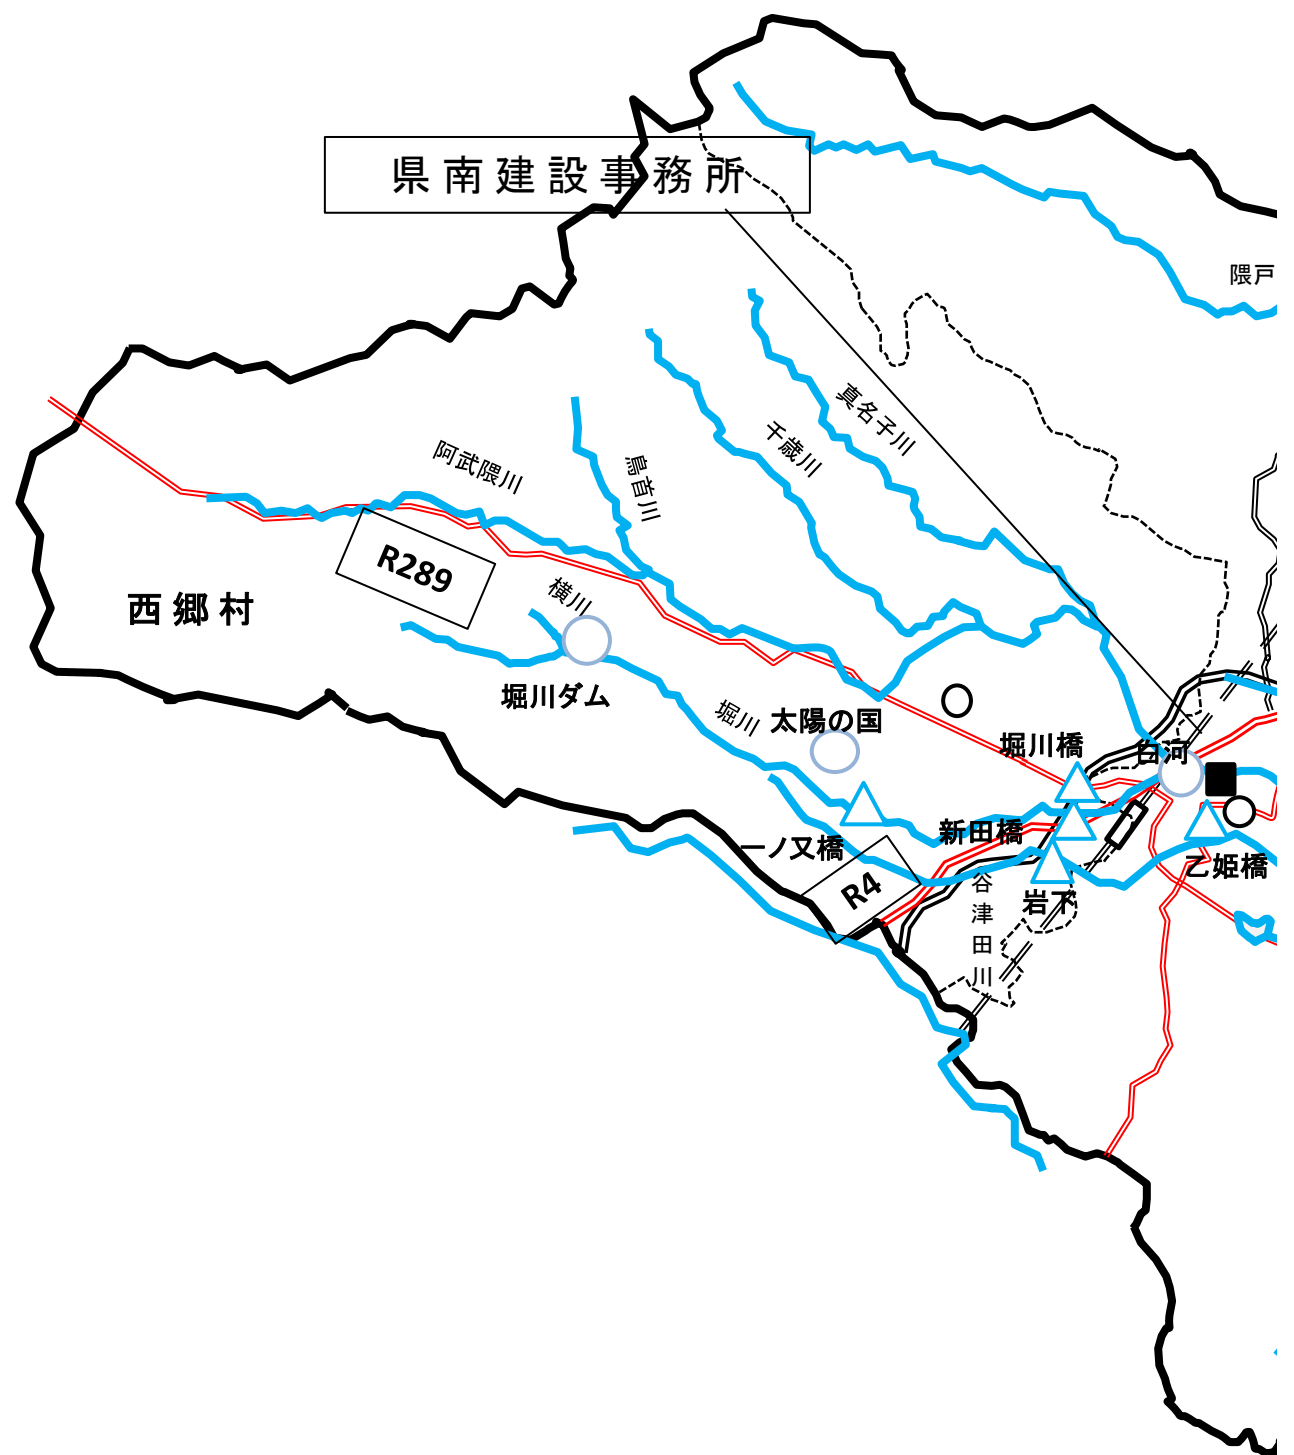 県南建設事務所
隈戸
真名子川
千歳川
阿武隈川
鳥首川
R289
横川
西郷村
堀川ダム
堀川
太陽の国
堀川橋
白河
新田橋
一ノ又橋
乙姫橋
R4
谷津田川
岩下